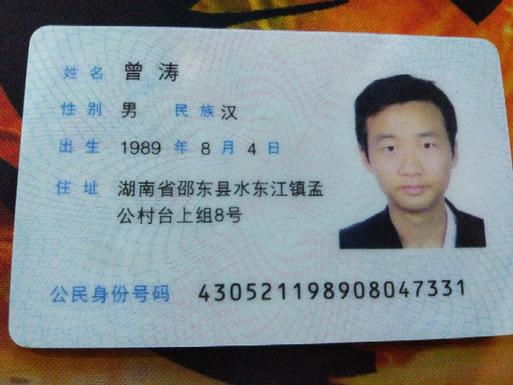 姓名 曾涛
性别 男 民族 汉
出生 1989 年 8 月 4 日
住址 湖南省邵东县水东江镇孟
公村台上组8号
公民身份号码 430521198908047331